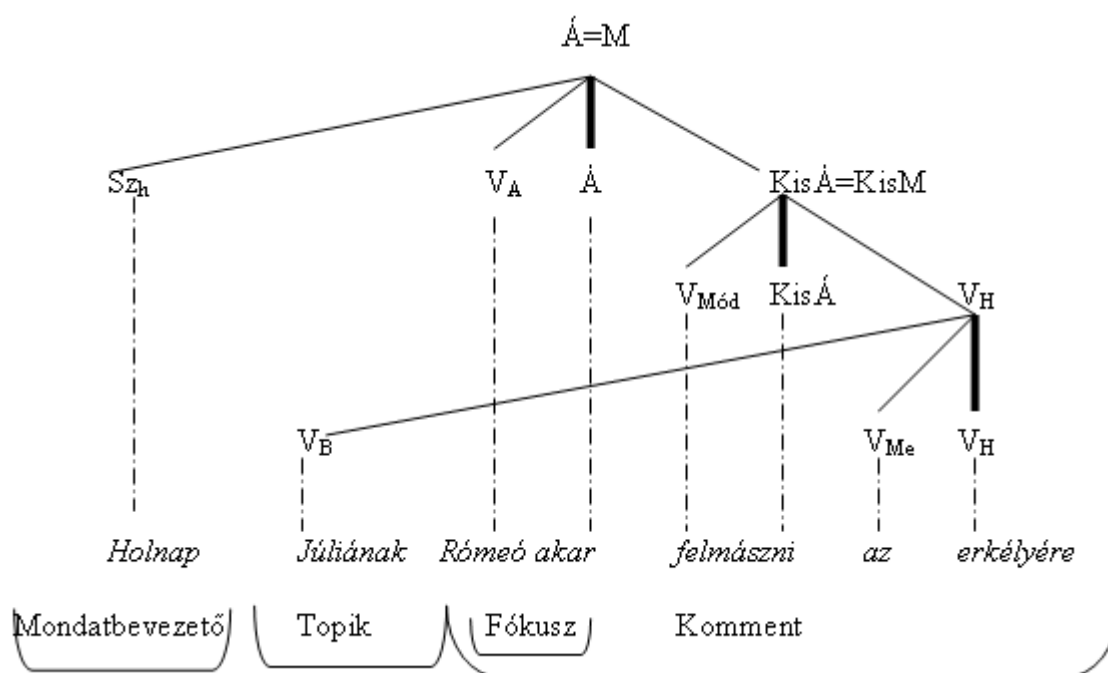 Á=M
Sz_h V_A Á KisÁ=KisM
V_Mód KisÁ V_H
V_B V_Me V_H
Holnap Júliának Rómeó akar felmászni az erkélyére
Mondatbevezető Topik Fókusz Komment